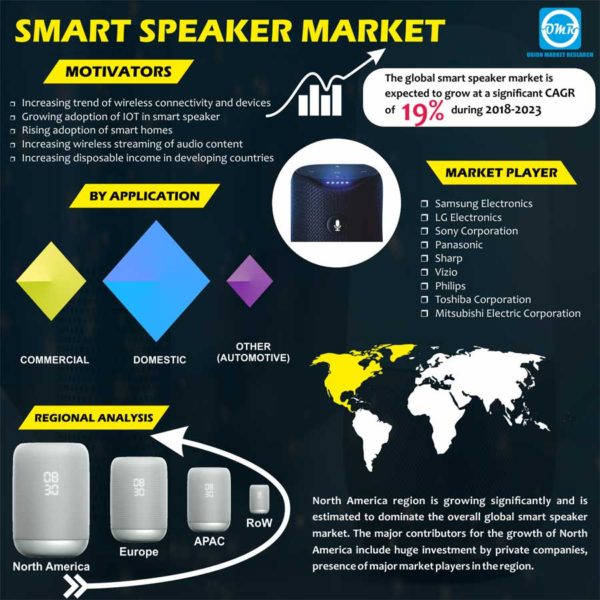 SMART SPEAKER MARKET
OMR
ORION MARKET RESEARCH
MOTIVATORS
Increasing trend of wireless connectivity and devices
Growing adoption of IOT in smart speaker
Rising adoption of smart homes
Increasing wireless streaming of audio content
Increasing disposable income in developing countries
The global smart speaker market is
expected to grow at a significant CAGR
of 19% during 2018-2023
BY APPLICATION
COMMERCIAL
DOMESTIC
OTHER
(AUTOMOTIVE)
MARKET PLAYER
Samsung Electronics
LG Electronics
Sony Corporation
Panasonic
Sharp
Vizio
Philips
Toshiba Corporation
Mitsubishi Electric Corporation
REGIONAL ANALYSIS
08
30
08
30
08
30
North America
Europe
APAC
RoW
North America region is growing significantly and is
estimated to dominate the overall global smart speaker
market. The major contributors for the growth of North
America include huge investment by private companies,
presence of major market players in the region.